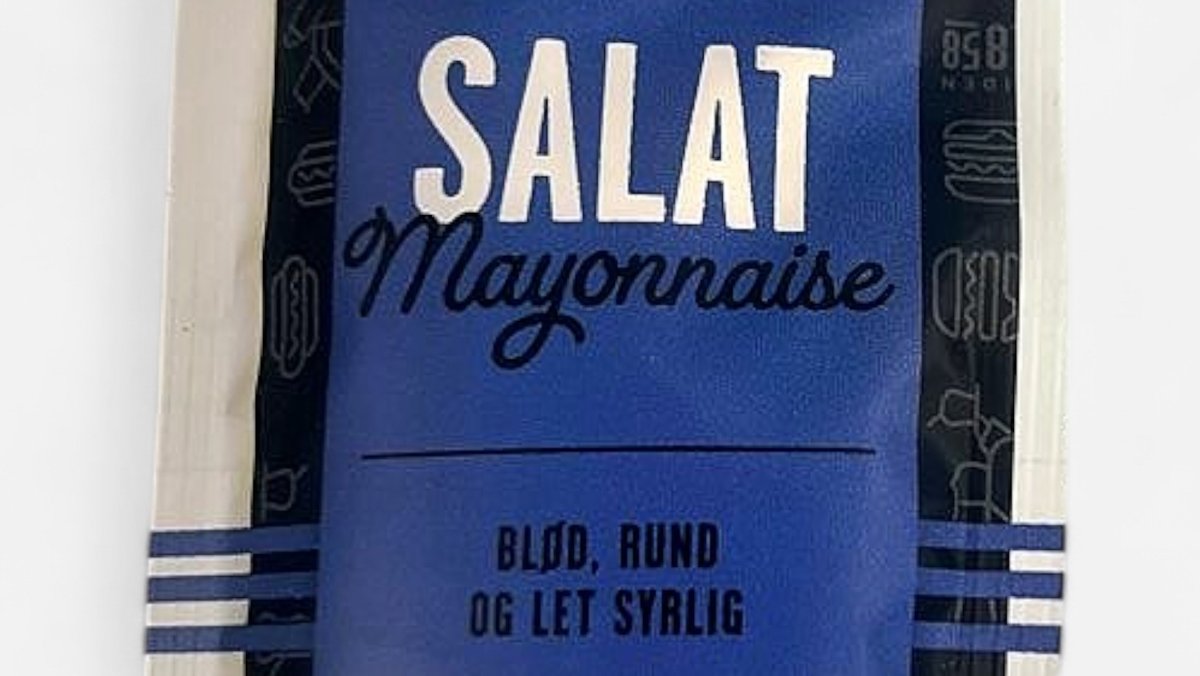 SALAT
Mayonnaise
BLØD, RUND
OG LET SYRLIG